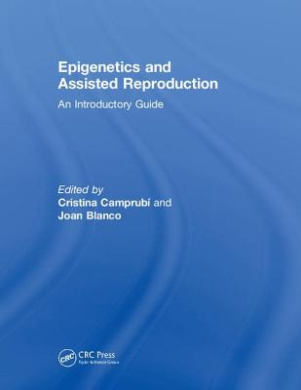 Epigenetics and
Assisted Reproduction
An Introductory Guide
Edited by
Cristina Camprubí and
Joan Blanco
CRC Press
Taylor & Francis Group